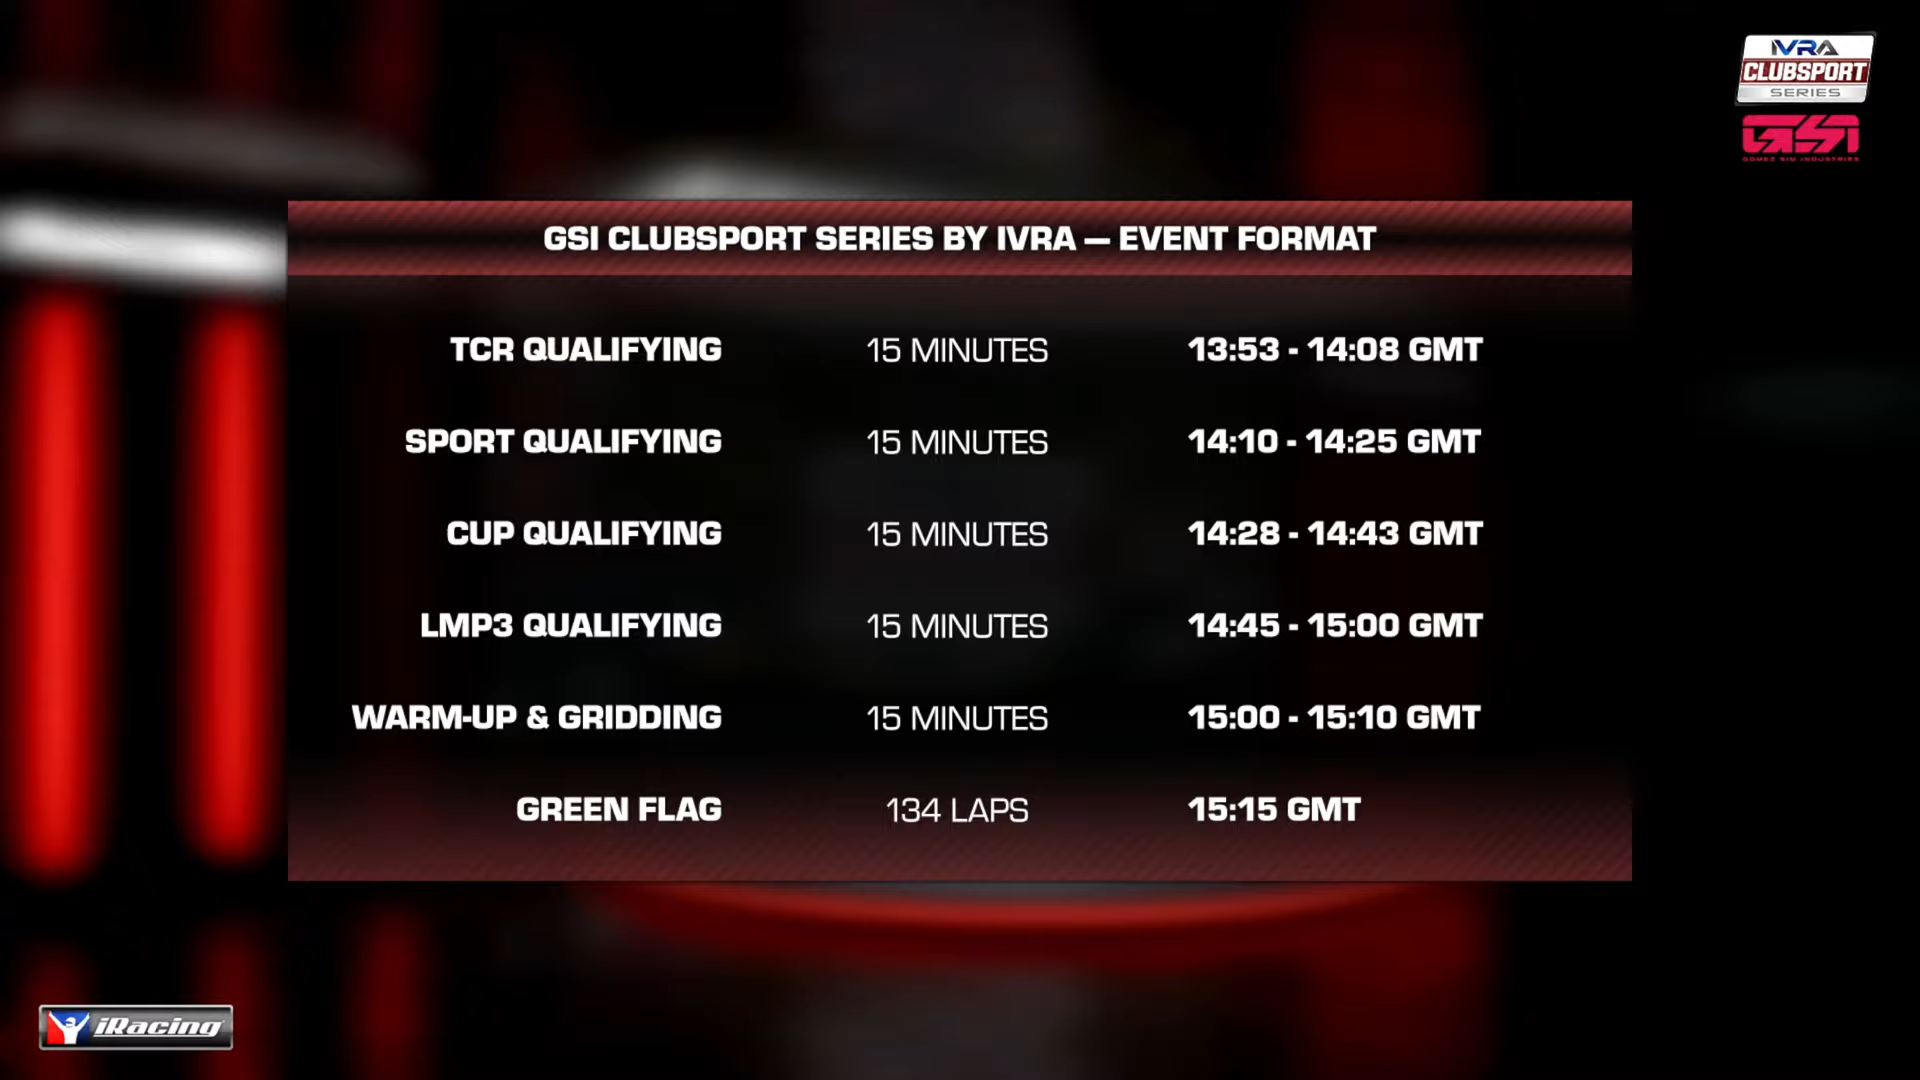 IVRA
CLUBSPORT
SERIES
GSI
GOMEZ SIM INDUSTRIES
GSI CLUBSPORT SERIES BY IVRA — EVENT FORMAT
TCR QUALIFYING 15 MINUTES 13:53 - 14:08 GMT
SPORT QUALIFYING 15 MINUTES 14:10 - 14:25 GMT
CUP QUALIFYING 15 MINUTES 14:28 - 14:43 GMT
LMP3 QUALIFYING 15 MINUTES 14:45 - 15:00 GMT
WARM-UP & GRIDDING 15 MINUTES 15:00 - 15:10 GMT
GREEN FLAG 134 LAPS 15:15 GMT
iRacing